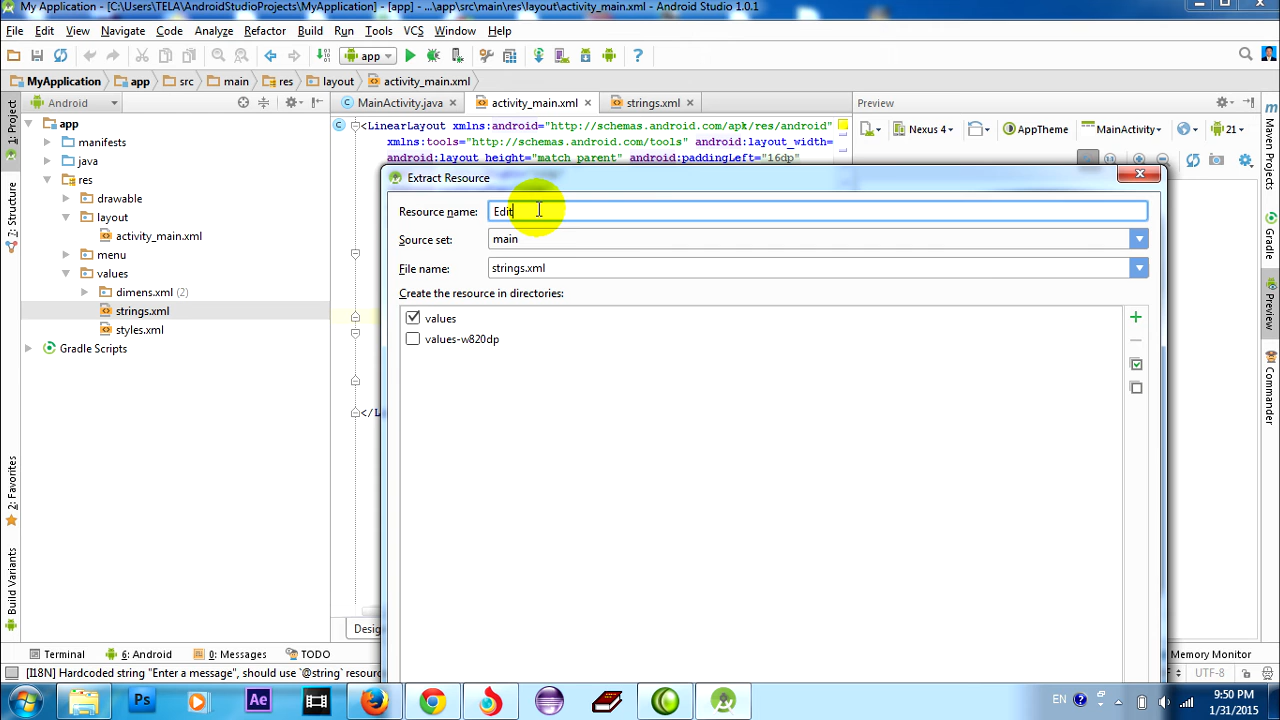 My Application - [C:\Users\TELA\AndroidStudioProjects\MyApplication] - [app] - ...\app\src\main\res\layout\activity_main.xml - Android Studio 1.0.1
File Edit View Navigate Code Analyze Refactor Build Run Tools VCS Window Help
app
MyApplication app src main res layout activity_main.xml
Android MainActivity.java activity_main.xml strings.xml Preview
1: Project
Structure
2: Favorites
Build Variants
app
manifests
java
res
drawable
layout
activity_main.xml
menu
values
dimens.xml (2)
strings.xml
styles.xml
Gradle Scripts
<LinearLayout xmlns:android="http://schemas.android.com/apk/res/android"
xmlns:tools="http://schemas.android.com/tools" android:layout_width=
android:layout_height="match_parent" android:paddingLeft="16dp"
</L
Desig
Nexus 4 AppTheme MainActivity 21
Extract Resource
Resource name: Edit
Source set: main
File name: strings.xml
Create the resource in directories:
values
values-w820dp
Maven Projects
Gradle
Preview
Commander
Terminal 6: Android 0: Messages TODO Memory Monitor
[I18N] Hardcoded string "Enter a message", should use `@string` resour UTF-8
Ps Ae EN 9:50 PM
1/31/2015